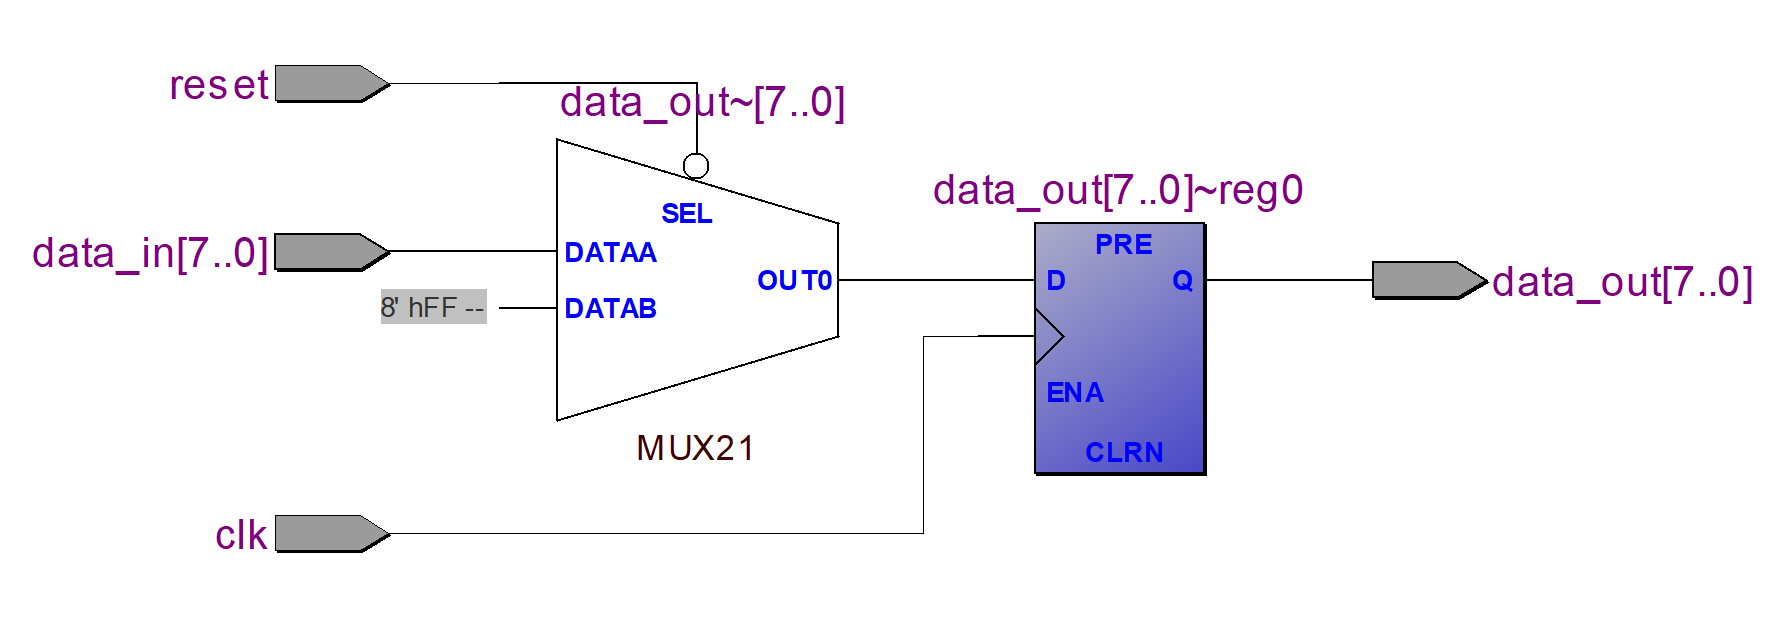 reset
data_out~[7..0]
SEL
data_in[7..0]
DATAA
8' hFF --
DATAB
OUT0
MUX21
clk
data_out[7..0]~reg0
PRE
D
Q
ENA
CLRN
data_out[7..0]